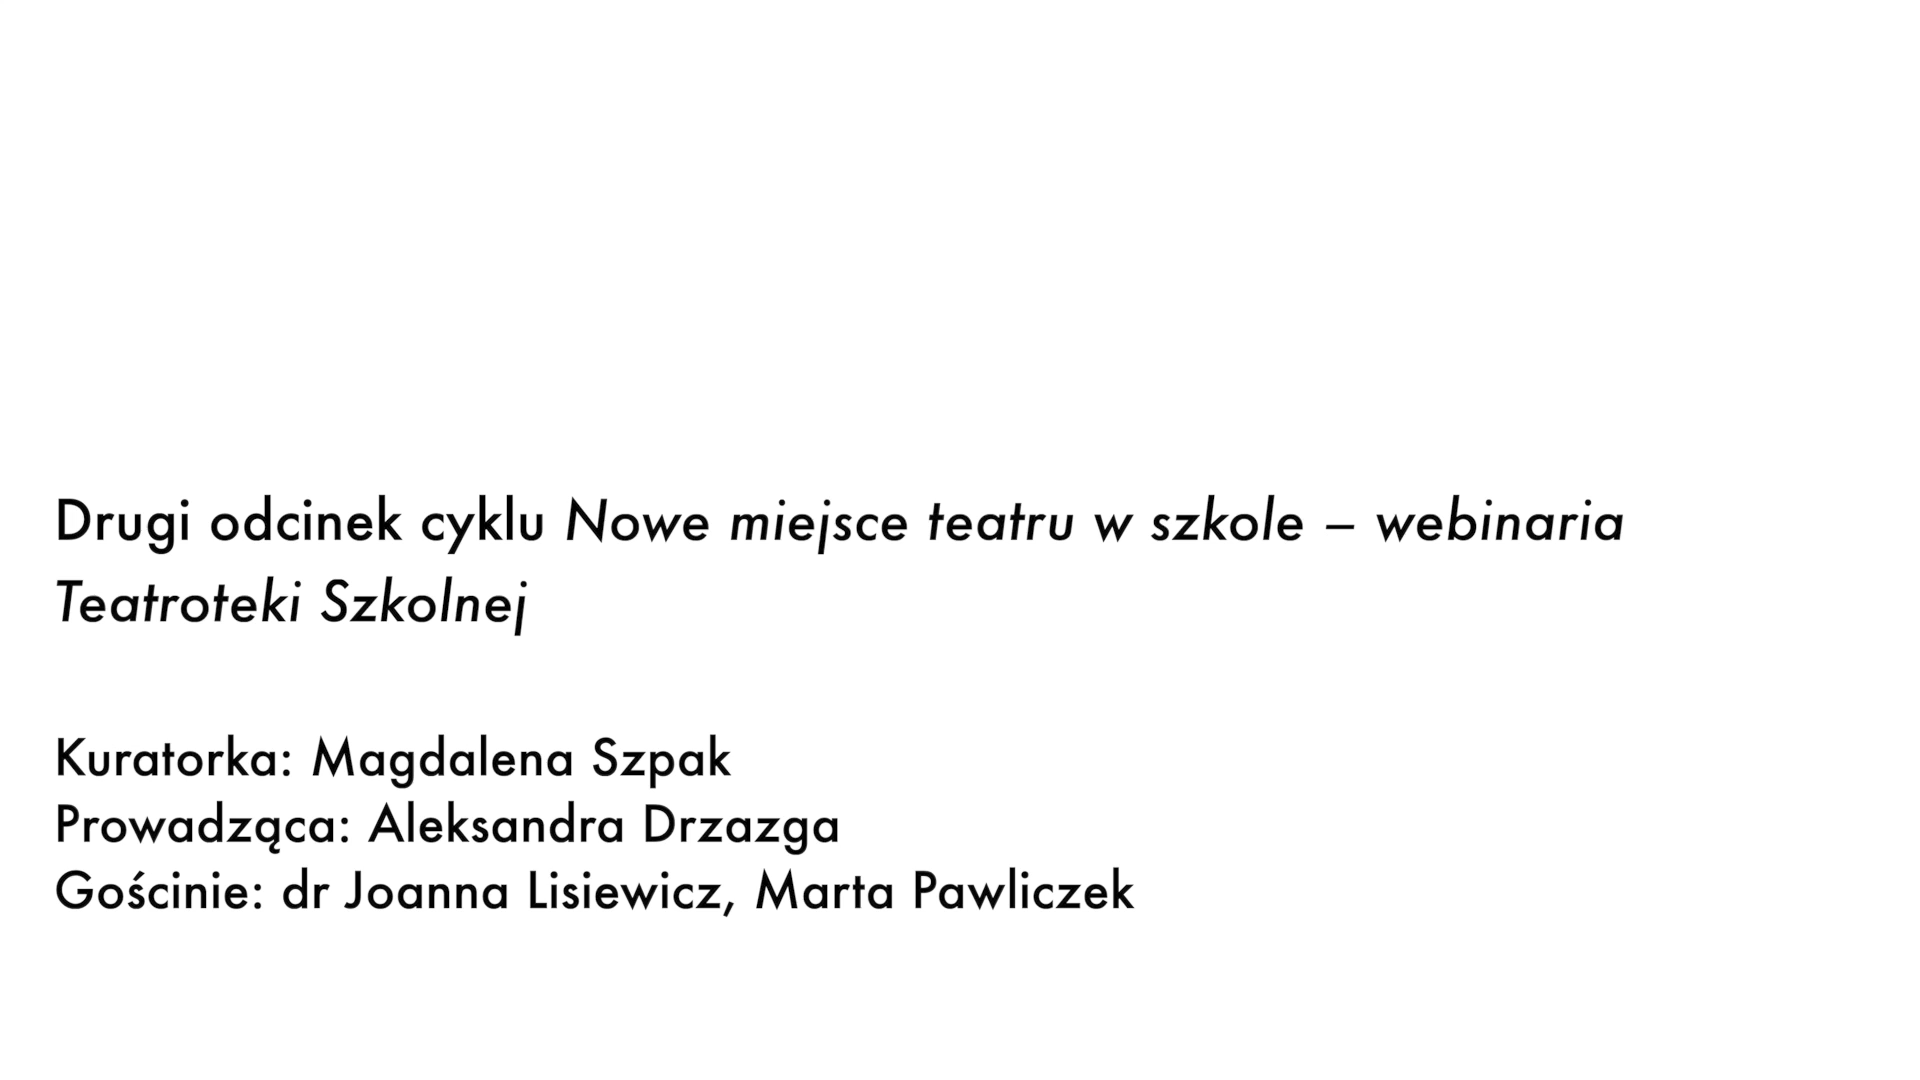 Drugi odcinek cyklu Nowe miejsce teatru w szkole – webinaria
Teatroteki Szkolnej
Kuratorka: Magdalena Szpak
Prowadząca: Aleksandra Drzazga
Gościnie: dr Joanna Lisiewicz, Marta Pawliczek